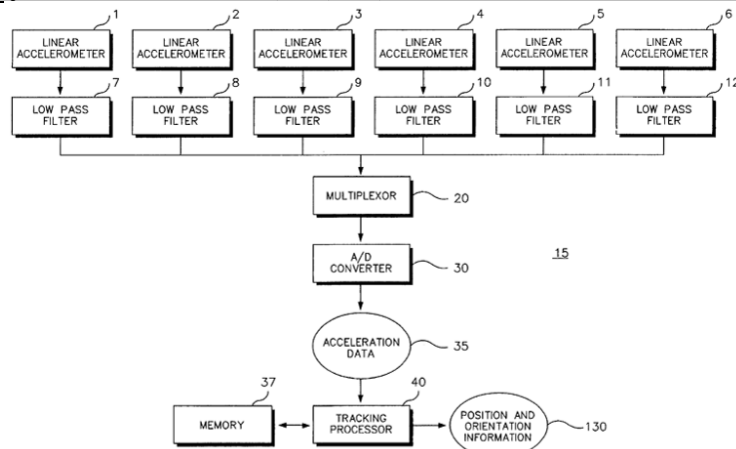 1 2 3 4 5 6
LINEAR ACCELEROMETER LINEAR ACCELEROMETER LINEAR ACCELEROMETER LINEAR ACCELEROMETER LINEAR ACCELEROMETER LINEAR ACCELEROMETER
7 8 9 10 11 12
LOW PASS FILTER LOW PASS FILTER LOW PASS FILTER LOW PASS FILTER LOW PASS FILTER LOW PASS FILTER
MULTIPLEXOR 20
A/D
CONVERTER 30
15
ACCELERATION
DATA 35
37
MEMORY
40
TRACKING
PROCESSOR
POSITION AND
ORIENTATION
INFORMATION 130